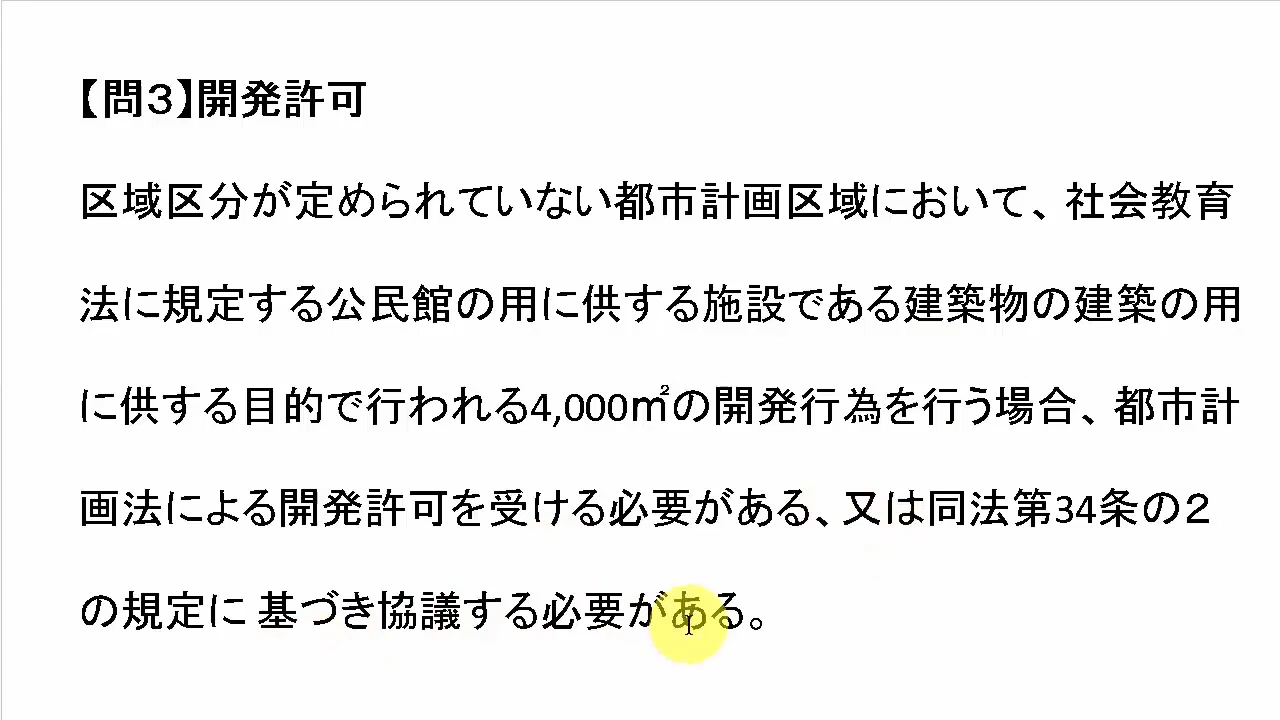 【問３】開発許可
区域区分が定められていない都市計画区域において、社会教育
法に規定する公民館の用に供する施設である建築物の建築の用
に供する目的で行われる4,000㎡の開発行為を行う場合、都市計
画法による開発許可を受ける必要がある、又は同法第34条の２
の規定に 基づき協議する必要がある。